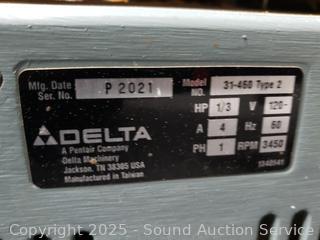 Mfg. Date
Ser. No. P 2021
Model NO. 31-460 Type 2
HP 1/3 V 120~
A 4 Hz 60
PH 1 RPM 3450
1340541
DELTA
A Pentair Company
Delta Machinery
Jackson, TN 38305 USA
Manufactured in Taiwan
Copyright © 2025 - Sound Auction Service